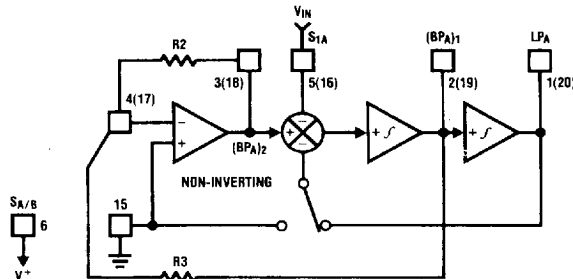 VIN
R2
S1A
(BPA)1
LPA
3(18)
5(16)
2(19)
1(20)
4(17)
−
+
(BPA)2
+
−
−
+ ∫
+ ∫
NON-INVERTING
SA/B
6
V+
15
R3